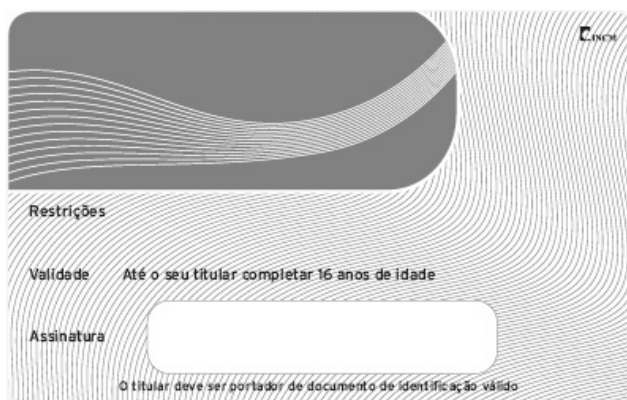 INCM
Restrições
Validade Até o seu titular completar 16 anos de idade
Assinatura
O titular deve ser portador de documento de identificação válido